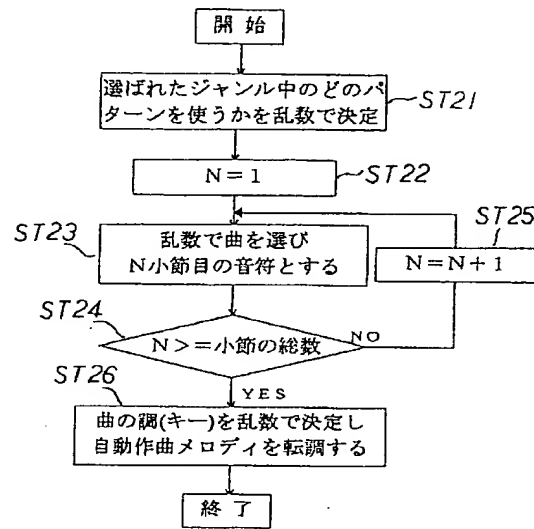 開始
選ばれたジャンル中のどのパ
ターンを使うかを乱数で決定
ST21
N=1
ST22
ST25
ST23
乱数で曲を選び
N小節目の音符とする
N=N+1
ST24
N>=小節の総数
NO
ST26
YES
曲の調(キー)を乱数で決定し
自動作曲メロディを転調する
終了